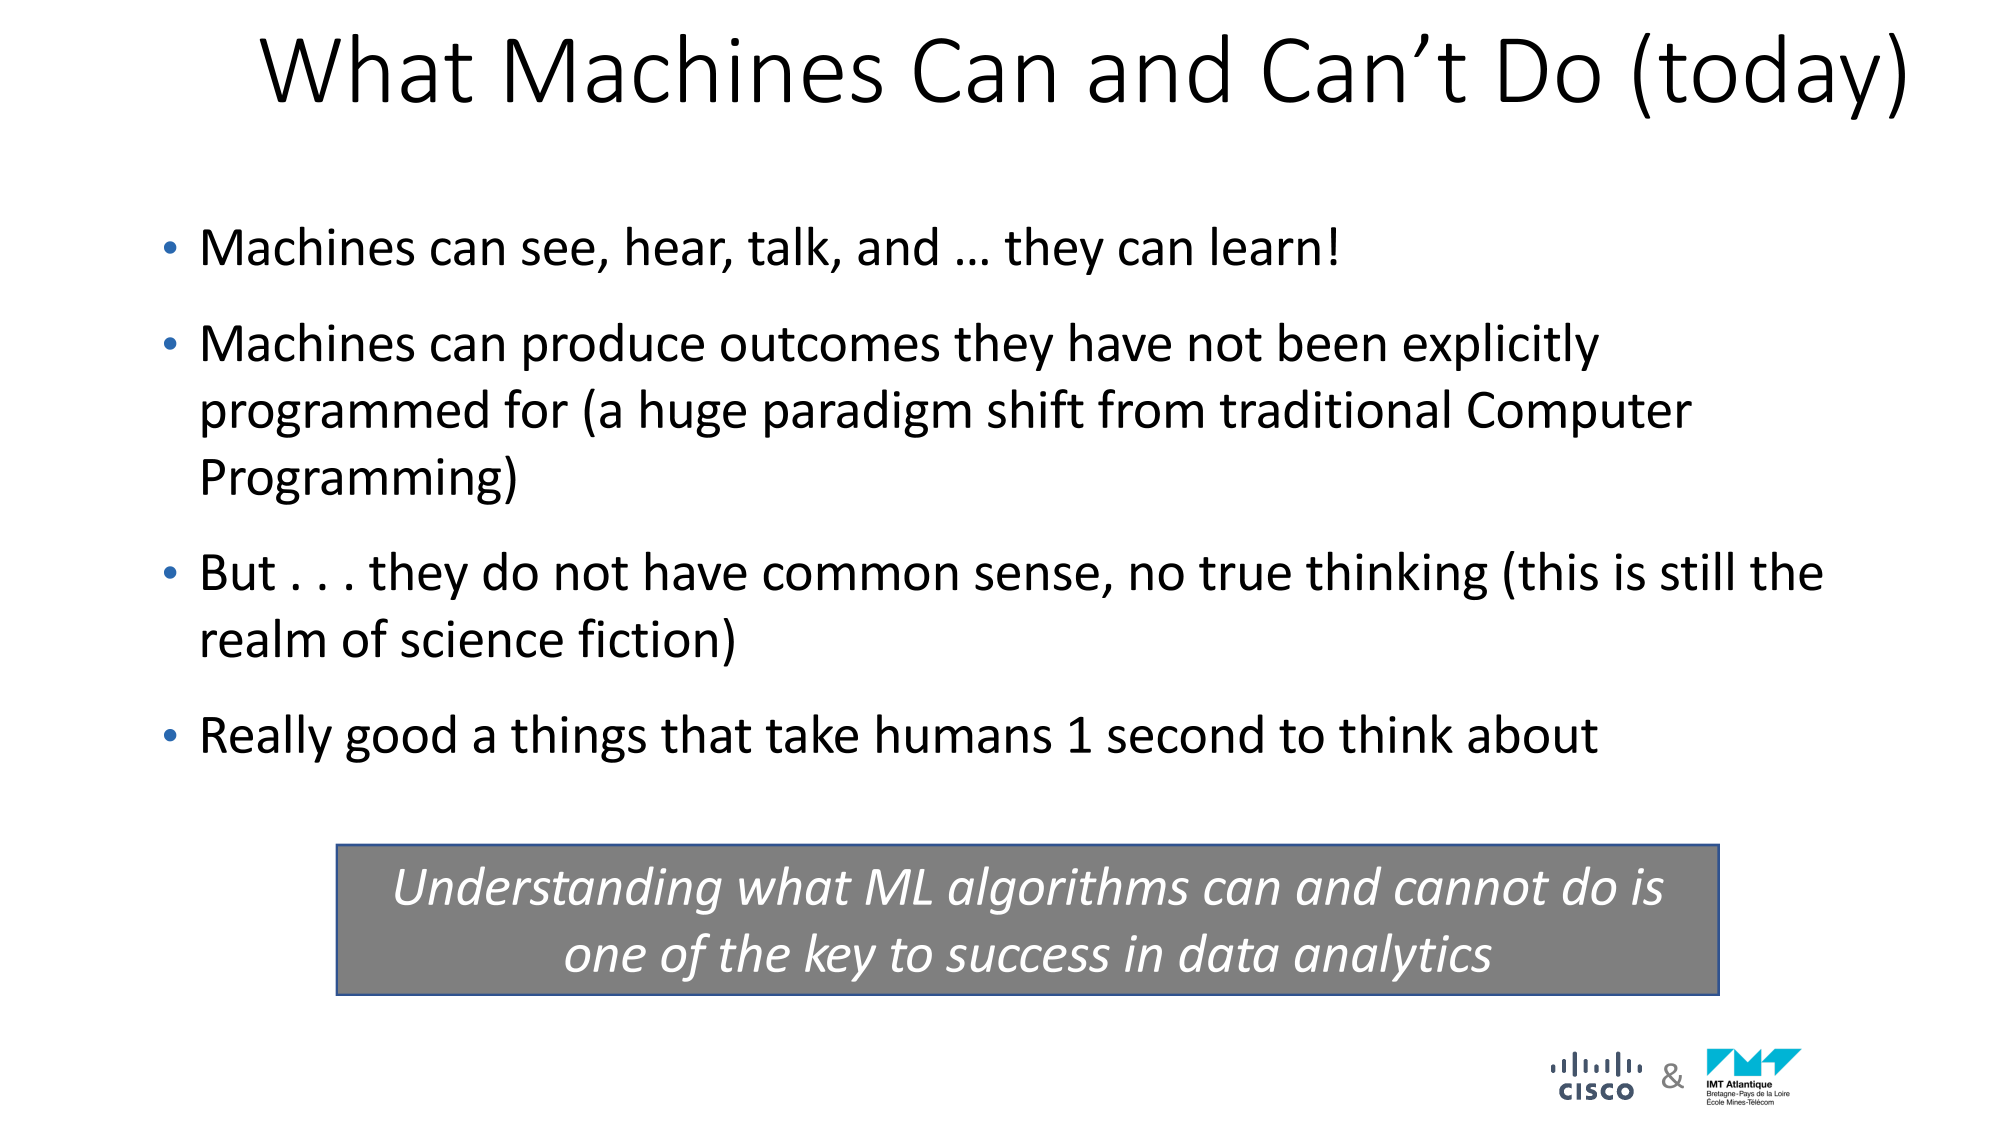 What Machines Can and Can’t Do (today)
• Machines can see, hear, talk, and … they can learn!
• Machines can produce outcomes they have not been explicitly
programmed for (a huge paradigm shift from traditional Computer
Programming)
• But . . . they do not have common sense, no true thinking (this is still the
realm of science fiction)
• Really good a things that take humans 1 second to think about
Understanding what ML algorithms can and cannot do is
one of the key to success in data analytics
CISCO & IMT Atlantique
Bretagne-Pays de la Loire
École Mines-Télécom